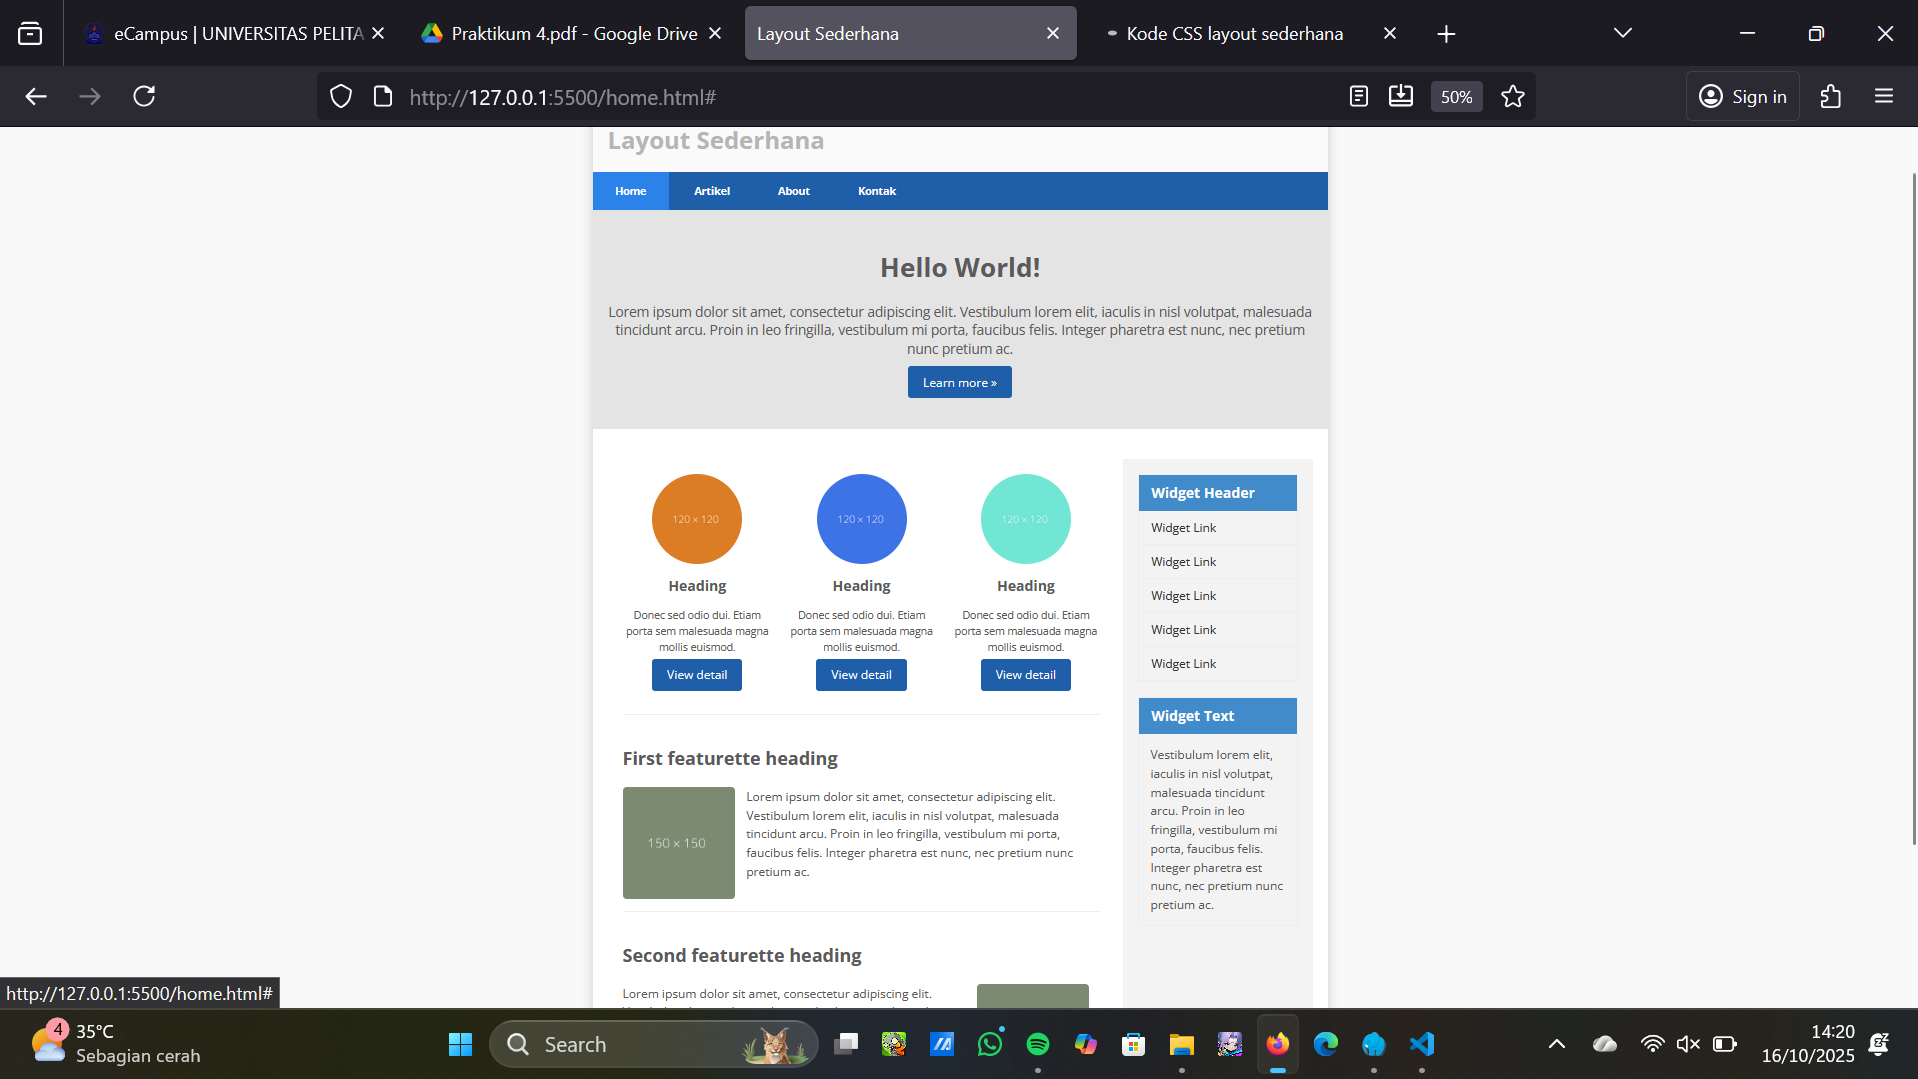 eCampus | UNIVERSITAS PELITA
Praktikum 4.pdf - Google Drive
Layout Sederhana
Kode CSS layout sederhana
http://127.0.0.1:5500/home.html#
50%
Sign in
Layout Sederhana
Home
Artikel
About
Kontak
Hello World!
Lorem ipsum dolor sit amet, consectetur adipiscing elit. Vestibulum lorem elit, iaculis in nisl volutpat, malesuada
tincidunt arcu. Proin in leo fringilla, vestibulum mi porta, faucibus felis. Integer pharetra est nunc, nec pretium
nunc pretium ac.
Learn more »
120 × 120
120 × 120
120 × 120
Heading
Heading
Heading
Donec sed odio dui. Etiam
porta sem malesuada magna
mollis euismod.
Donec sed odio dui. Etiam
porta sem malesuada magna
mollis euismod.
Donec sed odio dui. Etiam
porta sem malesuada magna
mollis euismod.
View detail
View detail
View detail
First featurette heading
150 × 150
Lorem ipsum dolor sit amet, consectetur adipiscing elit.
Vestibulum lorem elit, iaculis in nisl volutpat, malesuada
tincidunt arcu. Proin in leo fringilla, vestibulum mi porta,
faucibus felis. Integer pharetra est nunc, nec pretium nunc
pretium ac.
Second featurette heading
Lorem ipsum dolor sit amet, consectetur adipiscing elit.
Widget Header
Widget Link
Widget Link
Widget Link
Widget Link
Widget Link
Widget Text
Vestibulum lorem elit,
iaculis in nisl volutpat,
malesuada tincidunt
arcu. Proin in leo
fringilla, vestibulum mi
porta, faucibus felis.
Integer pharetra est
nunc, nec pretium nunc
pretium ac.
http://127.0.0.1:5500/home.html#
4
35°C
Sebagian cerah
Search
14:20
16/10/2025